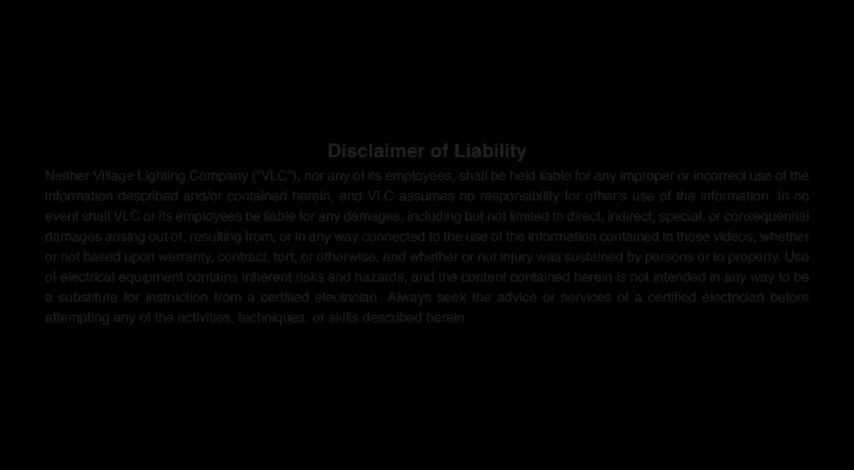 Disclaimer of Liability
Neither Village Lighting Company ("VLC"), nor any of its employees, shall be held liable for any improper or incorrect use of the
information described and/or contained herein, and VLC assumes no responsibility for other's use of the information. In no
event shall VLC or its employees be liable for any damages, including but not limited to direct, indirect, special, or consequential
damages arising out of, resulting from, or in any way connected to the use of the information contained in these videos, whether
or not based upon warranty, contract, tort, or otherwise, and whether or not injury was sustained by persons or to property. Use
of electrical equipment contains inherent risks and hazards, and the content contained herein is not intended in any way to be
a substitute for instruction from a certified electrician. Always seek the advice or services of a certified electrician before
attempting any of the activities, techniques, or skills described herein.